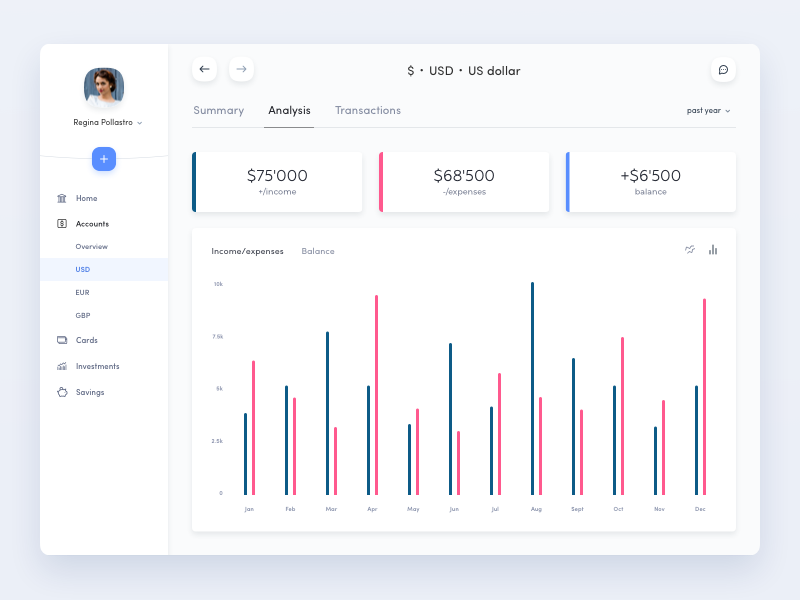 Regina Pollastro
+
Home
Accounts
Overview
USD
EUR
GBP
Cards
Investments
Savings
$ • USD • US dollar
Summary Analysis Transactions past year
$75'000
+/income
$68'500
-/expenses
+$6'500
balance
Income/expenses Balance
10k
7.5k
5k
2.5k
0
Jan Feb Mar Apr May Jun Jul Aug Sept Oct Nov Dec